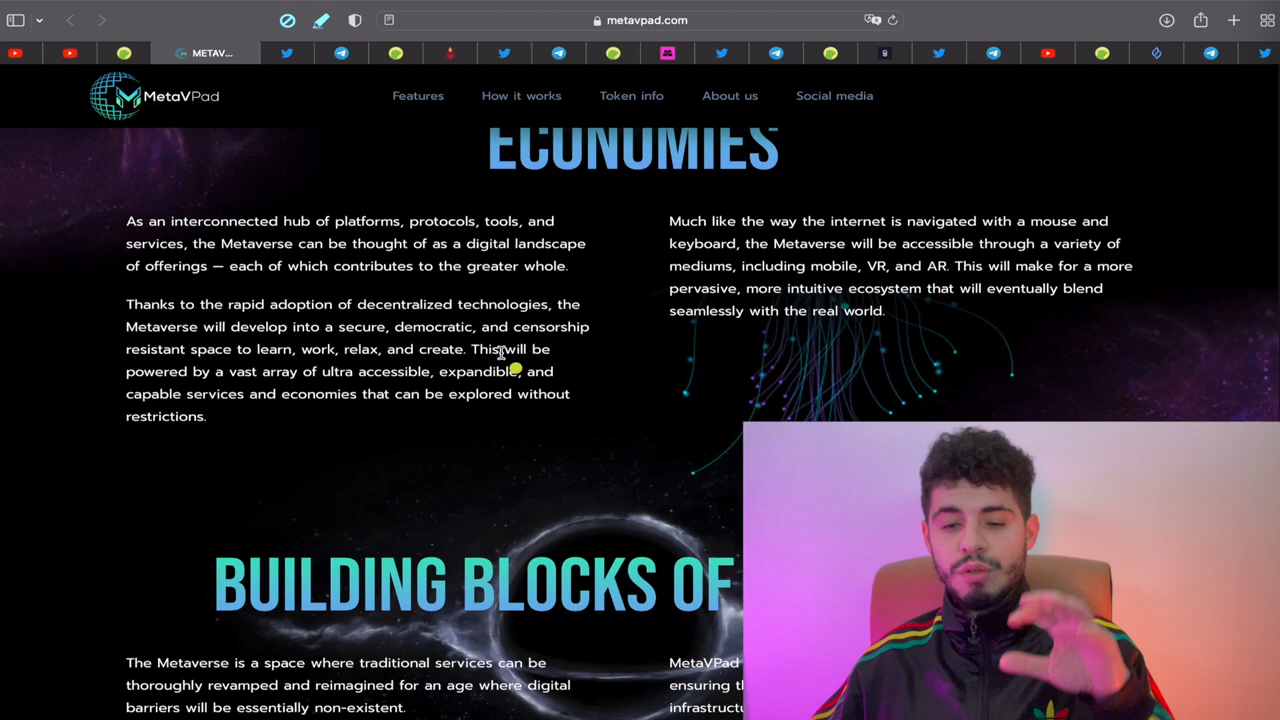 metavpad.com
METAV...
MetaVPad
Features
How it works
Token info
About us
Social media
ECONOMIES
As an interconnected hub of platforms, protocols, tools, and
services, the Metaverse can be thought of as a digital landscape
of offerings — each of which contributes to the greater whole.
Thanks to the rapid adoption of decentralized technologies, the
Metaverse will develop into a secure, democratic, and censorship
resistant space to learn, work, relax, and create. This will be
powered by a vast array of ultra accessible, expandible, and
capable services and economies that can be explored without
restrictions.
Much like the way the internet is navigated with a mouse and
keyboard, the Metaverse will be accessible through a variety of
mediums, including mobile, VR, and AR. This will make for a more
pervasive, more intuitive ecosystem that will eventually blend
seamlessly with the real world.
BUILDING BLOCKS OF
The Metaverse is a space where traditional services can be
thoroughly revamped and reimagined for an age where digital
barriers will be essentially non-existent.
MetaVPad
ensuring